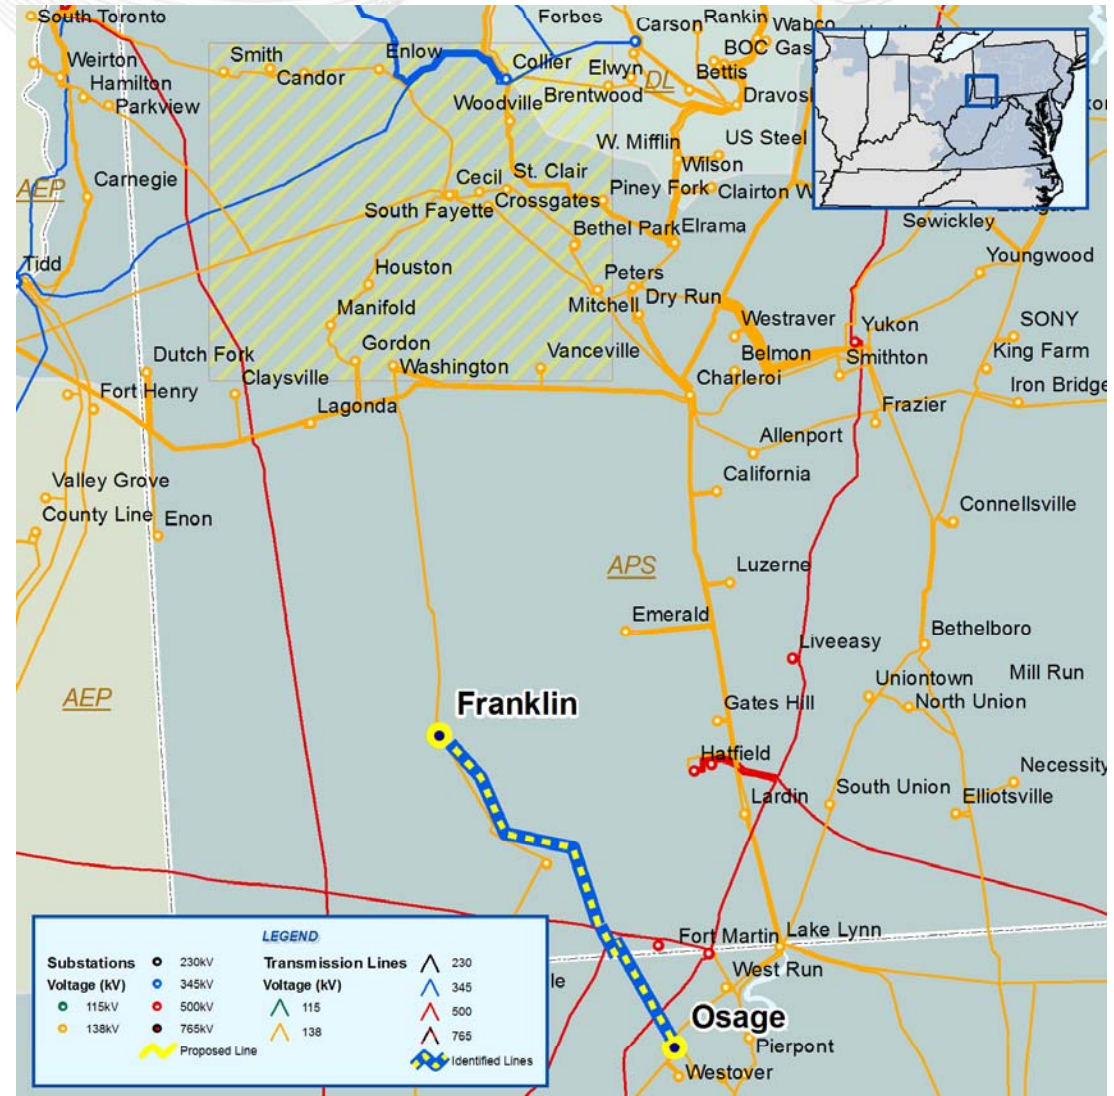 South Toronto
Forbes
Carson
Rankin
Wabco
Weirton
Smith
Enlow
Collier
BOC Gas
Hamilton
Candor
Elwyn
Bettis
Parkview
Woodville
Brentwood
DL
W. Mifflin
US Steel
Wilson
AEP
Carnegie
Cecil
St. Clair
Piney Fork
Clairton W
South Fayette
Crossgates
Sewickley
Bethel Park
Elrama
Tidd
Houston
Peters
Youngwood
Manifold
Mitchell
Dry Run
Westraver
Yukon
SONY
Dutch Fork
Gordon
Vanceville
Belmon
Smithton
King Farm
Fort Henry
Claysville
Washington
Charleroi
Iron Bridge
Lagonda
Frazier
Allenport
Valley Grove
California
County Line
Enon
Connellsville
APS
Luzerne
Emerald
Bethelboro
Liveeasy
AEP
Uniontown
Mill Run
Franklin
Gates Hill
North Union
Hatfield
Necessity
Lardin
South Union
Elliotsville
Fort Martin
Lake Lynn
West Run
le
Osage
Pierpont
Westover
LEGEND
Substations
Voltage (kV)
115kV
138kV
230kV
345kV
500kV
765kV
Proposed Line
Transmission Lines
Voltage (kV)
115
138
230
345
500
765
Identified Lines